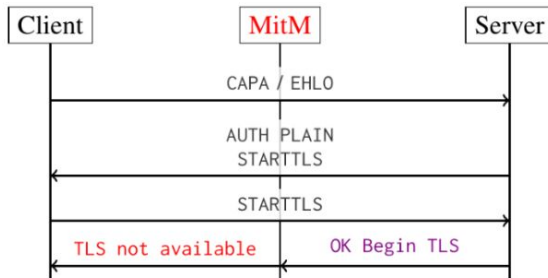 Client MitM Server
CAPA / EHLO
AUTH PLAIN
STARTTLS
STARTTLS
TLS not available OK Begin TLS